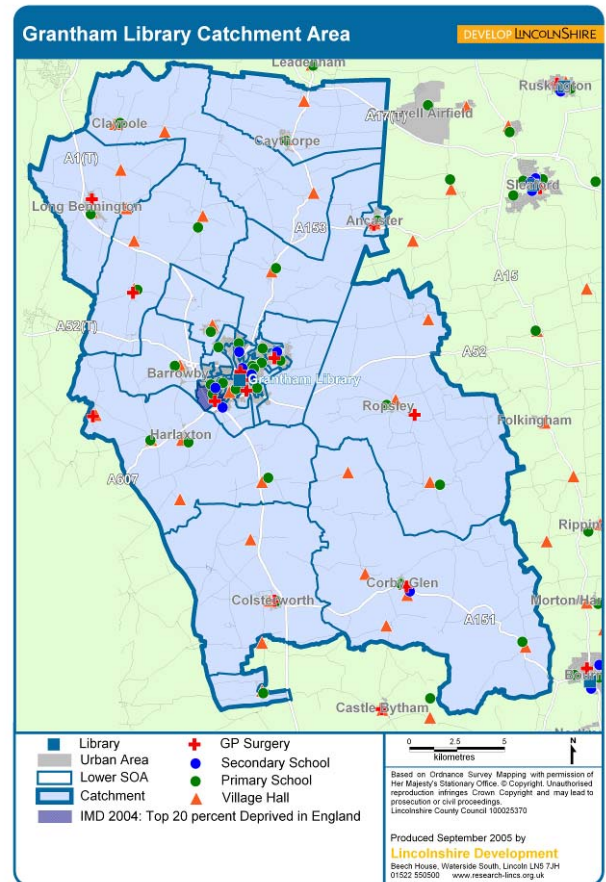 Grantham Library Catchment Area
DEVELOP LINCOLNSHIRE
Leadenham
Ruskington
Claypole
Caythorpe
A17(T)
well Airfield
A1(T)
Sleaford
Long Bennington
Ancaster
A153
A15
A52(T)
A52
Barrowby
Grantham Library
Ropsley
Folkingham
Harlaxton
A607
Rippin
Corby Glen
Colsterworth
A151
Morton/Ha
Castle Bytham
Library
Urban Area
Lower SOA
Catchment
IMD 2004: Top 20 percent Deprived in England
GP Surgery
Secondary School
Primary School
Village Hall
0 2.5 5
kilometres
N
Based on Ordnance Survey Mapping with permission of
Her Majesty's Stationary Office. © Copyright. Unauthorised
reproduction infringes Crown Copyright and may lead to
prosecution or civil proceedings.
Lincolnshire County Council 100025370
Produced September 2005 by
Lincolnshire Development
Beech House, Waterside South, Lincoln LN5 7JH
01522 550500 www.research-lincs.org.uk